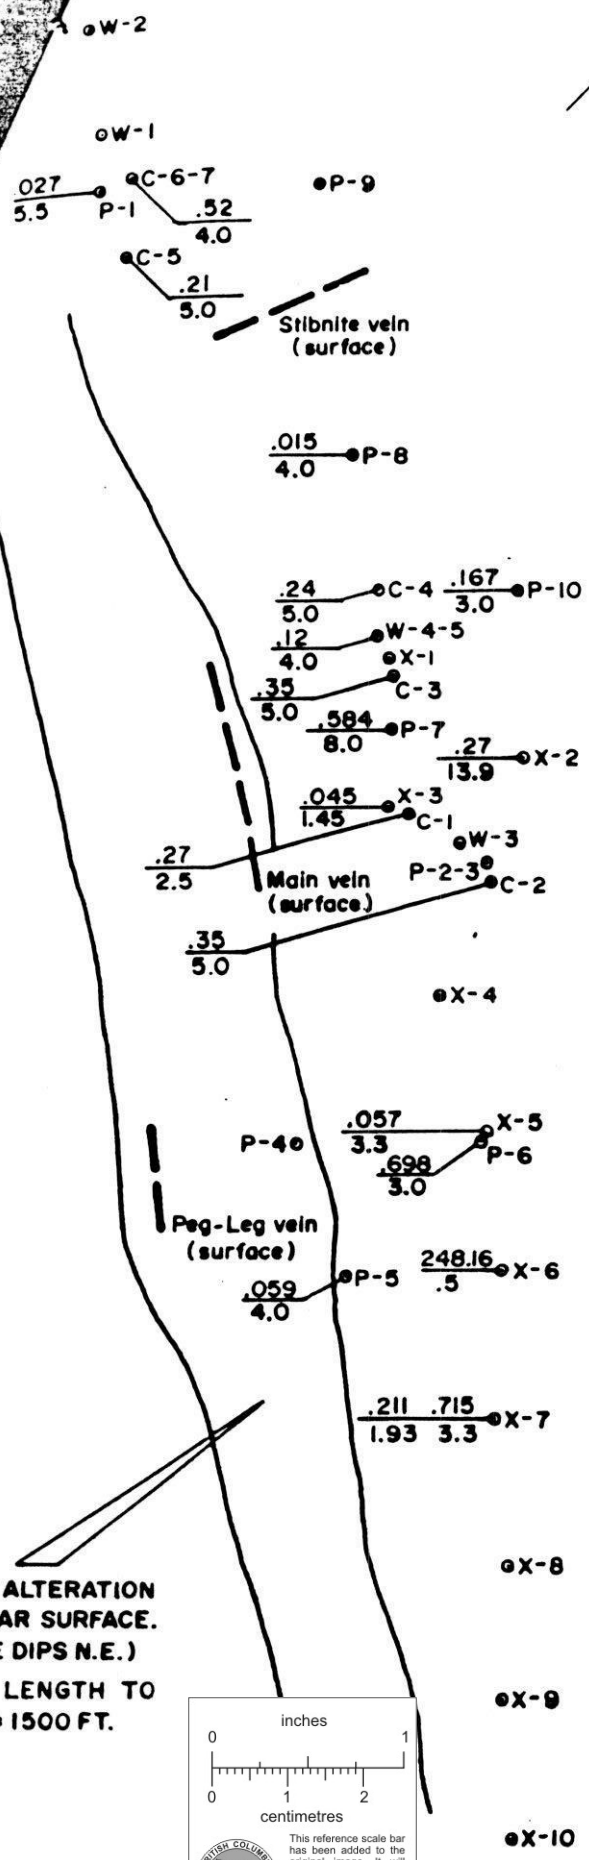 W-2
W-1
.027
5.5
P-1
C-6-7
.52
4.0
P-9
C-5
.21
5.0
Stibnite vein
(surface)
.015
4.0
P-8
.24
5.0
C-4
.167
3.0
P-10
.12
4.0
W-4-5
X-1
.35
5.0
C-3
.584
8.0
P-7
.27
13.9
X-2
.045
1.45
X-3
C-1
.27
2.5
W-3
P-2-3
C-2
Main vein
(surface)
.35
5.0
X-4
P-4
.057
3.3
X-5
P-6
.698
3.0
Peg-Leg vein
(surface)
.059
4.0
P-5
248.16
.5
X-6
.211 .715
1.93 3.3
X-7
X-8
ALTERATION
AR SURFACE.
E DIPS N.E.)
LENGTH TO
1500 FT.
X-9
inches
0 1
0 1 2
centimetres
This reference scale bar
has been added to the
original image. It will
X-10